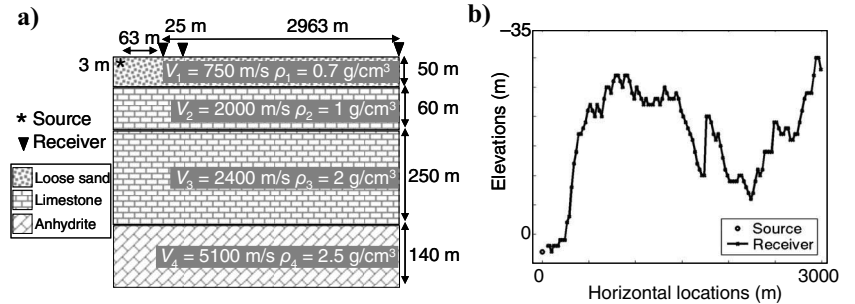 a)
25 m
2963 m
63 m
3 m
V1 = 750 m/s ρ1 = 0.7 g/cm³
50 m
V2 = 2000 m/s ρ2 = 1 g/cm³
60 m
* Source
▼ Receiver
V3 = 2400 m/s ρ3 = 2 g/cm³
250 m
Loose sand
Limestone
Anhydrite
V4 = 5100 m/s ρ4 = 2.5 g/cm³
140 m
b)
−35
Elevations (m)
0
Source
Receiver
0
3000
Horizontal locations (m)